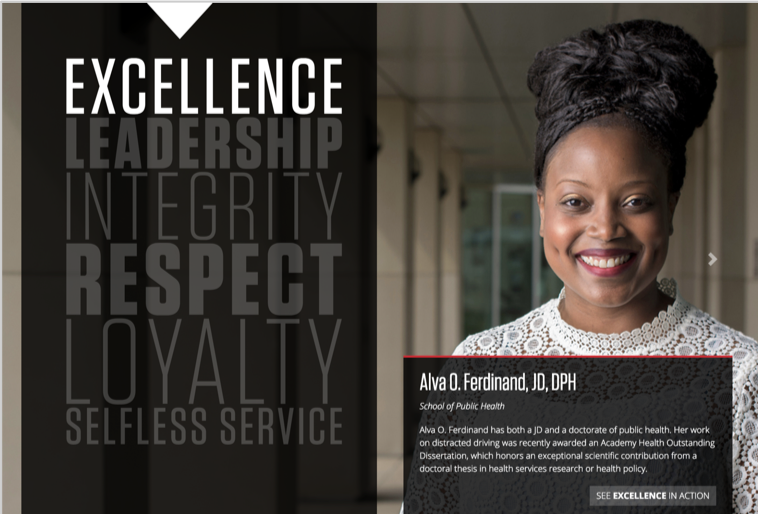 EXCELLENCE
LEADERSHIP
INTEGRITY
RESPECT
LOYALTY
SELFLESS SERVICE
Alva O. Ferdinand, JD, DPH
School of Public Health
Alva O. Ferdinand has both a JD and a doctorate of public health. Her work
on distracted driving was recently awarded an Academy Health Outstanding
Dissertation, which honors an exceptional scientific contribution from a
doctoral thesis in health services research or health policy.
SEE EXCELLENCE IN ACTION